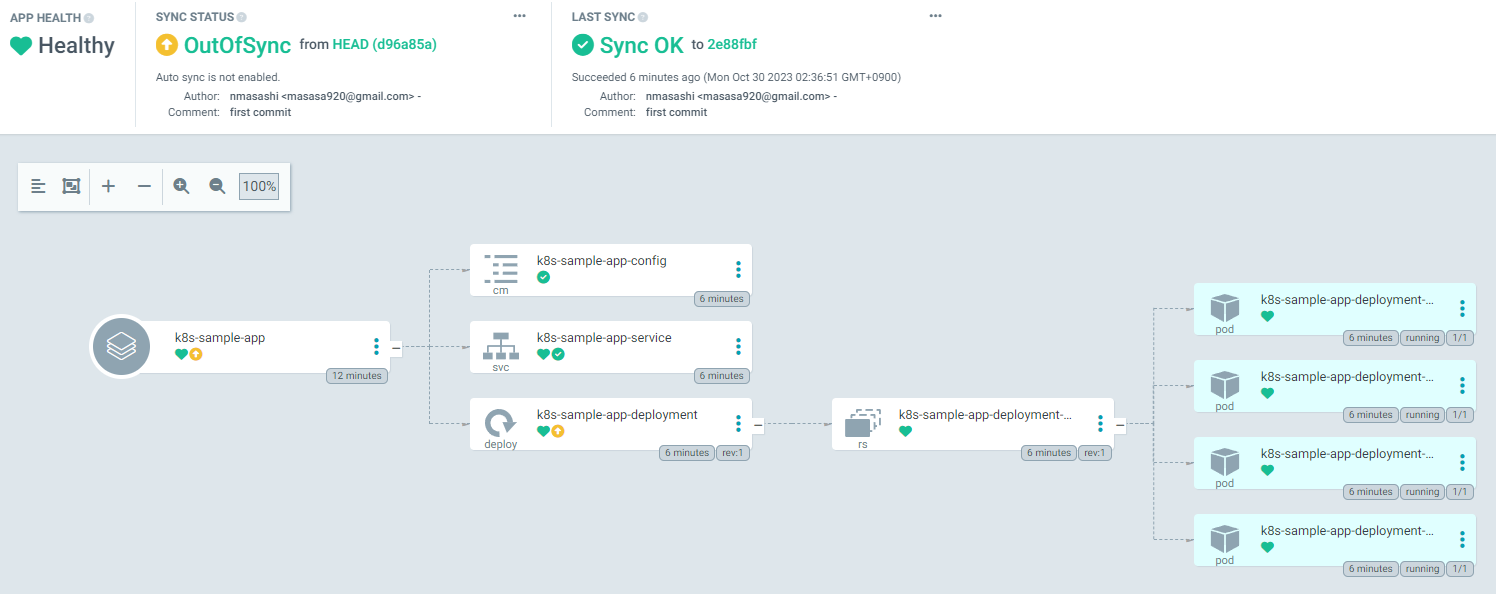 APP HEALTH
Healthy
SYNC STATUS
OutOfSync from HEAD (d96a85a)
Auto sync is not enabled.
Author: nmasashi <masasa920@gmail.com> -
Comment: first commit
LAST SYNC
Sync OK to 2e88fbf
Succeeded 6 minutes ago (Mon Oct 30 2023 02:36:51 GMT+0900)
Author: nmasashi <masasa920@gmail.com> -
Comment: first commit
100%
k8s-sample-app
12 minutes
k8s-sample-app-config
cm
6 minutes
k8s-sample-app-service
svc
6 minutes
k8s-sample-app-deployment
deploy
6 minutes rev:1
k8s-sample-app-deployment-...
rs
6 minutes rev:1
k8s-sample-app-deployment-...
pod
6 minutes running 1/1
k8s-sample-app-deployment-...
pod
6 minutes running 1/1
k8s-sample-app-deployment-...
pod
6 minutes running 1/1
k8s-sample-app-deployment-...
pod
6 minutes running 1/1